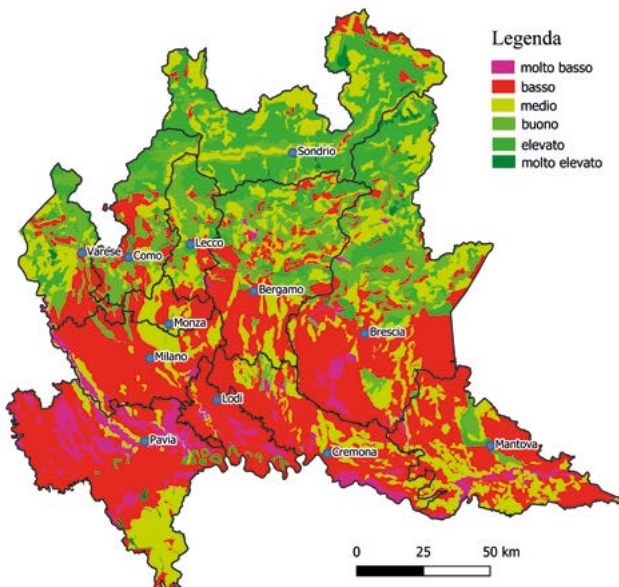 Legenda
molto basso
basso
medio
buono
elevato
molto elevato
Sondrio
Varese
Como
Lecco
Bergamo
Monza
Brescia
Milano
Lodi
Pavia
Cremona
Mantova
0 25 50 km